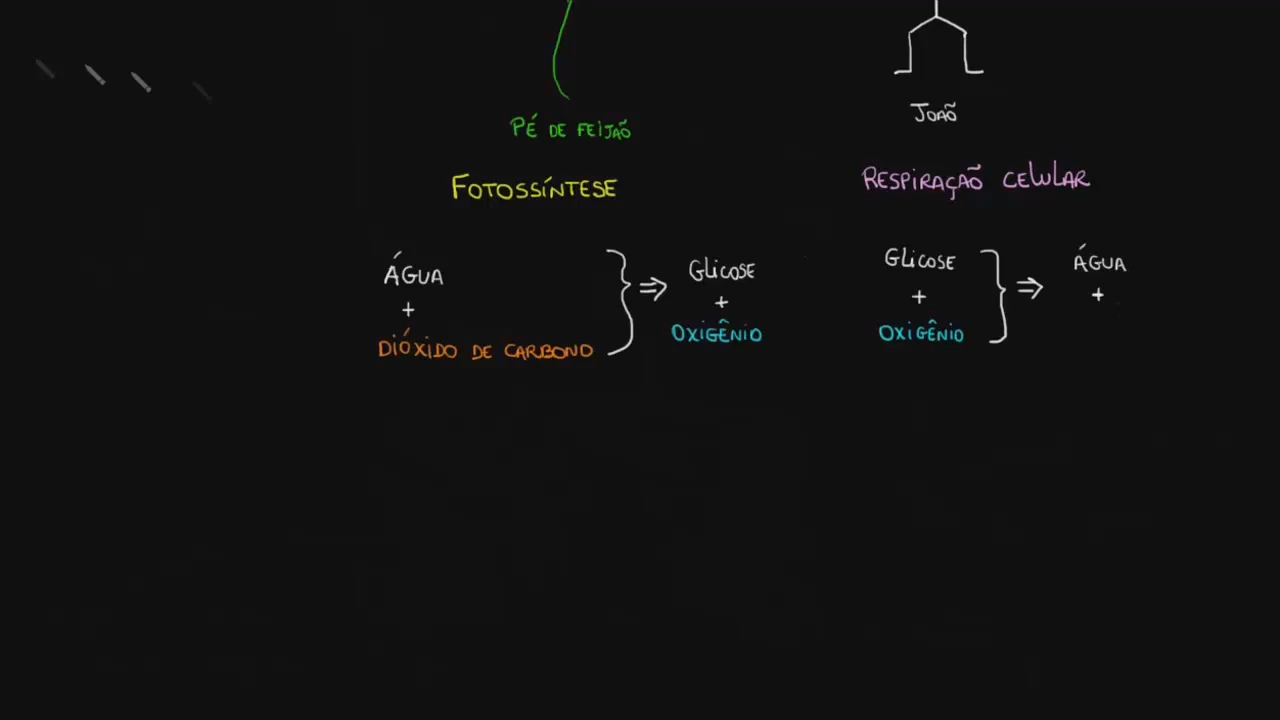 PÉ DE FEIJÃO
JOÃO
FOTOSSÍNTESE
RESPIRAÇÃO CELULAR
ÁGUA
+
DIÓXIDO DE CARBONO
⇒
GLICOSE
+
OXIGÊNIO
GLICOSE
+
OXIGÊNIO
⇒
ÁGUA
+